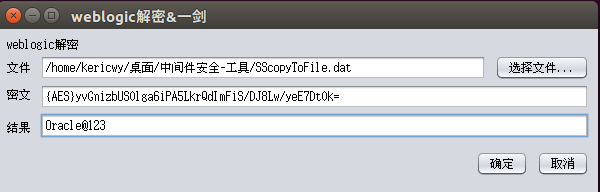 weblogic解密&一剑
weblogic解密
文件 /home/kericwy/桌面/中间件安全-工具/SScopyToFile.dat 选择文件...
密文 {AES}yvGnizbUS0lga6iPA5LkrQdImFiS/DJ8Lw/yeE7Dt0k=
结果 Oracle@123
确定 取消